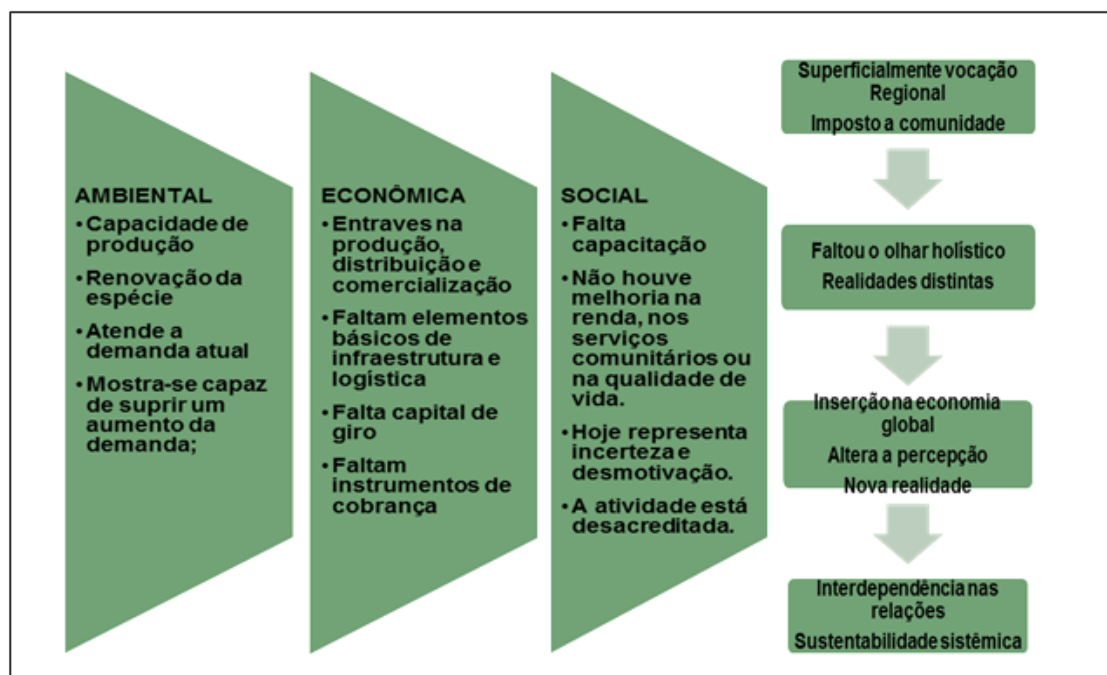 AMBIENTAL
•Capacidade de
produção
•Renovação da
espécie
•Atende a
demanda atual
•Mostra-se capaz
de suprir um
aumento da
demanda;
ECONÔMICA
•Entraves na
produção,
distribuição e
comercialização
•Faltam elementos
básicos de
infraestrutura e
logística
•Falta capital de
giro
•Faltam
instrumentos de
cobrança
SOCIAL
•Falta
capacitação
•Não houve
melhoria na
renda, nos
serviços
comunitários ou
na qualidade de
vida.
•Hoje representa
incerteza e
desmotivação.
•A atividade está
desacreditada.
Superficialmente vocação
Regional
Imposto a comunidade
Faltou o olhar holístico
Realidades distintas
Inserção na economia
global
Altera a percepção
Nova realidade
Interdependência nas
relações
Sustentabilidade sistêmica